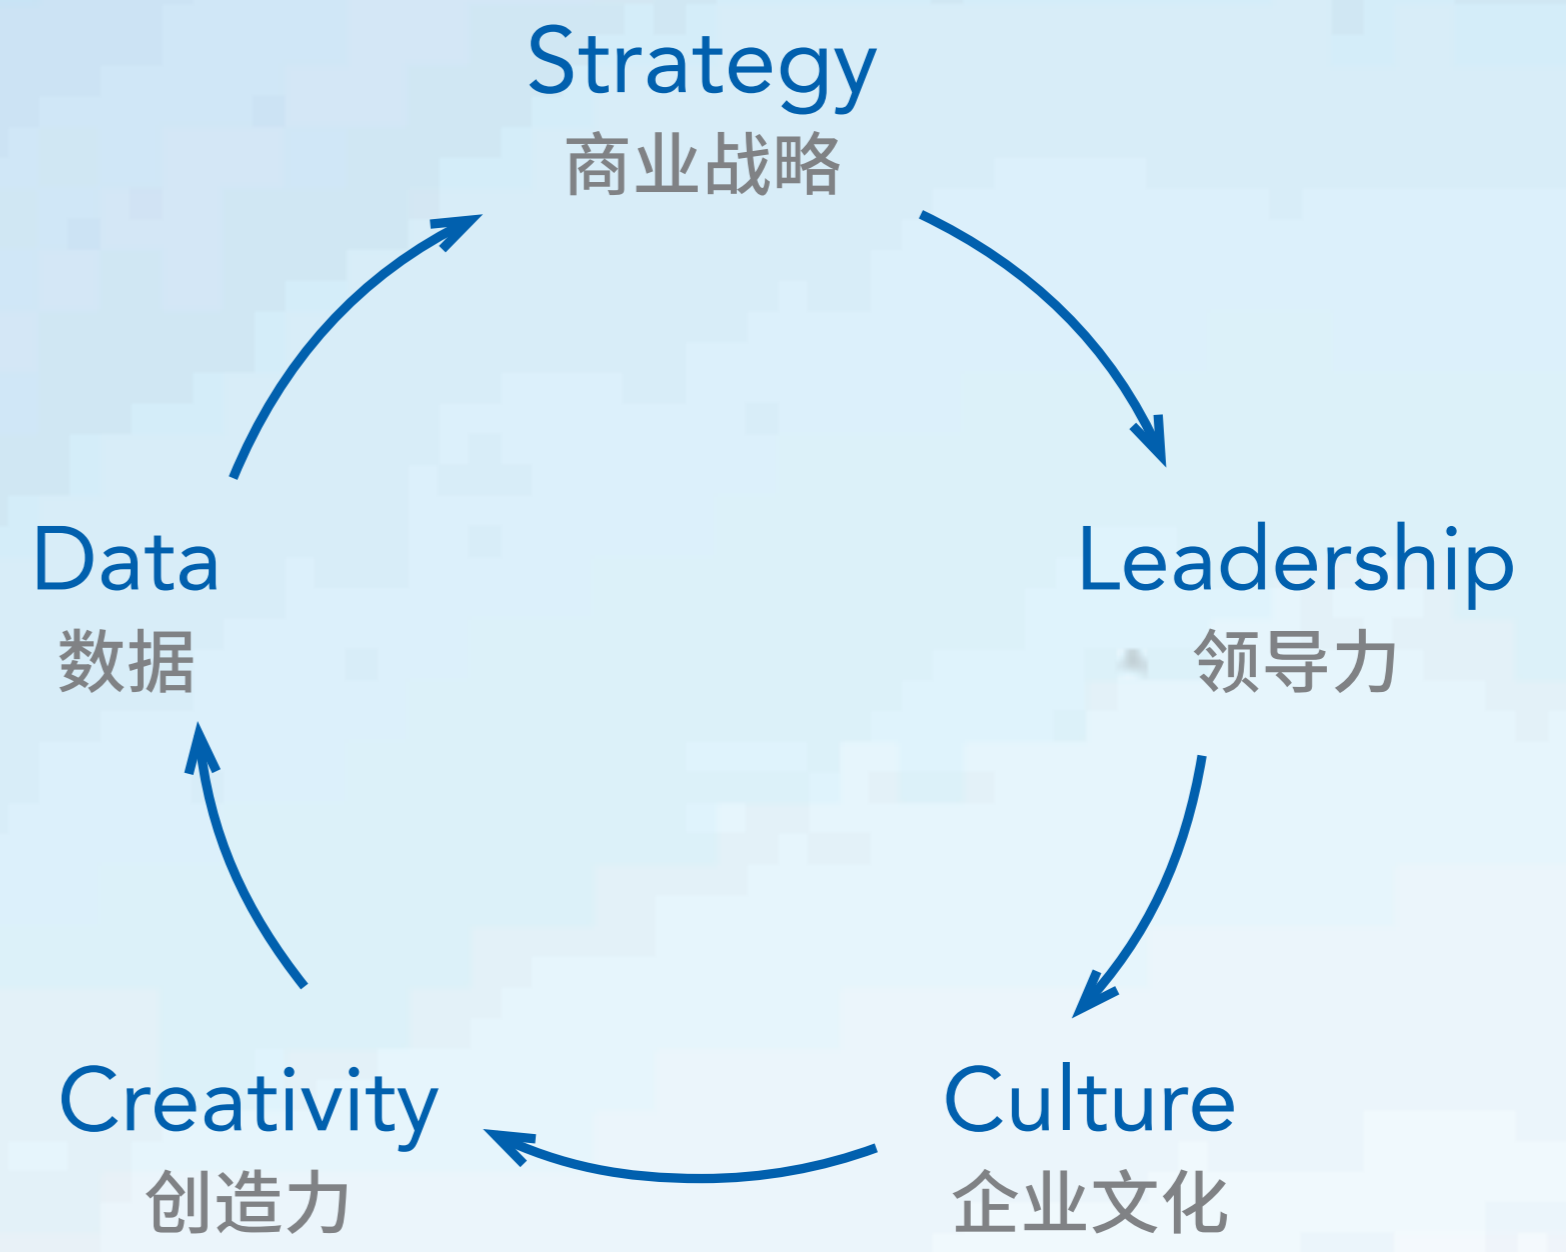 Strategy
商业战略
Data
数据
Leadership
领导力
Creativity
创造力
Culture
企业文化